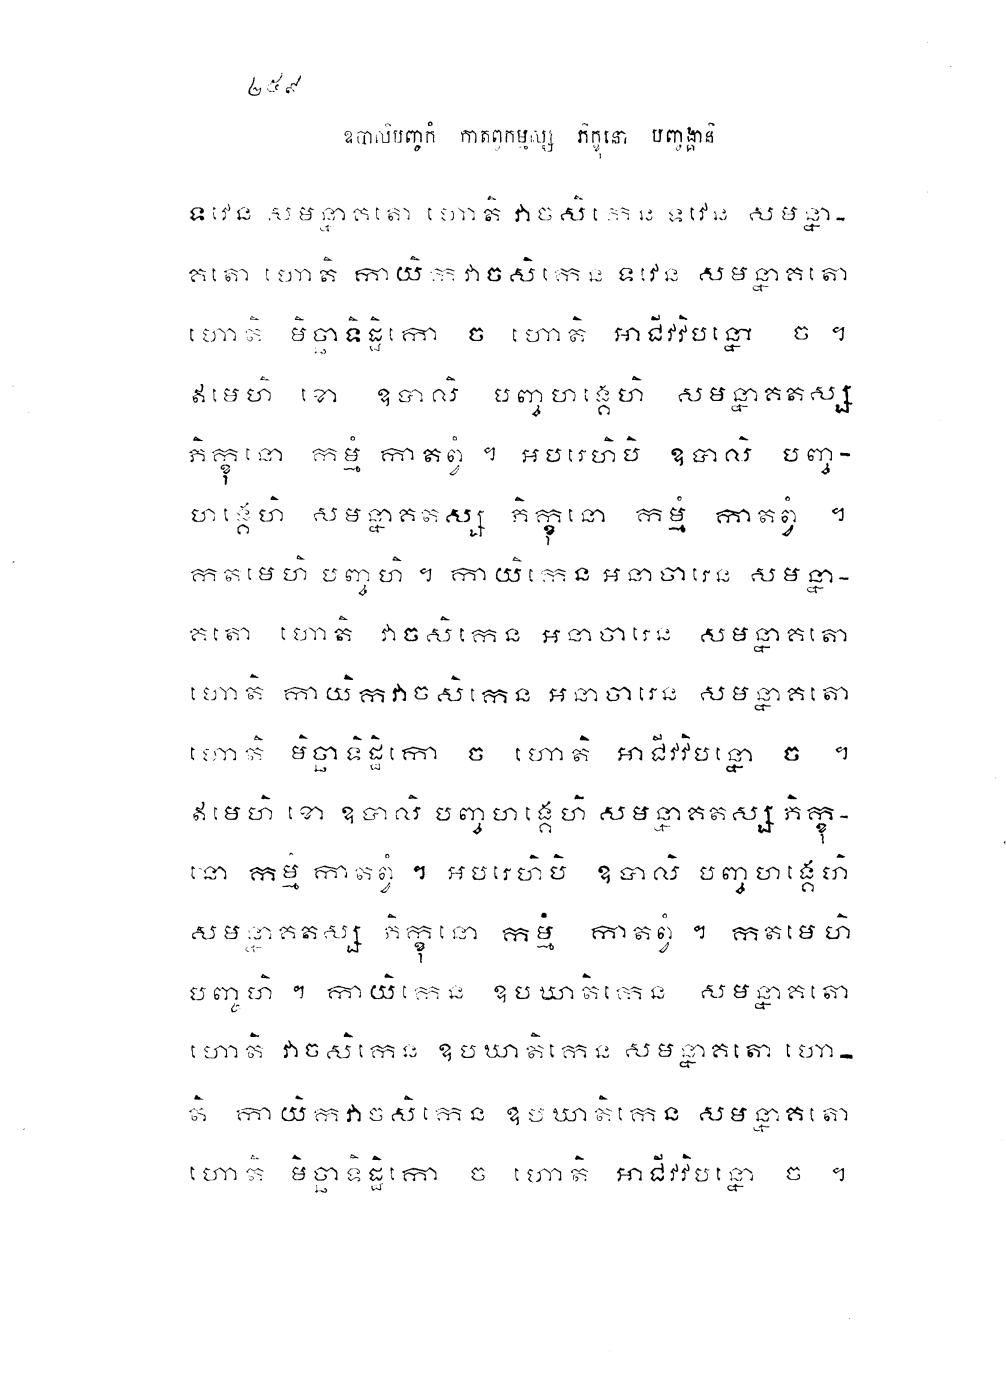 ២៥៩
ឧបាលិបញ្ចកំ កាតព្វកម្មស្ស ភិក្ខុនោ បញ្ចង្គានិ
ទវេន សមន្នាគតោ ហោតិ វាចសិកេន ទវេន សមន្នា-
គតោ ហោតិ កាយិកវាចសិកេន ទវេន សមន្នាគតោ
ហោតិ មិច្ឆាទិដ្ឋិកោ ច ហោតិ អាជីវវិបន្នោ ច ។
ឥមេហិ ខោ ឧបាលិ បញ្ចហង្គេហិ សមន្នាគតស្ស
ភិក្ខុនោ កម្មំ កាតព្វំ ។ អបរេហិបិ ឧបាលិ បញ្ច-
ហង្គេហិ សមន្នាគតស្ស ភិក្ខុនោ កម្មំ កាតព្វំ ។
កតមេហិ បញ្ចហិ ។ កាយិកេន អនាចារេន សមន្នា-
គតោ ហោតិ វាចសិកេន អនាចារេន សមន្នាគតោ
ហោតិ កាយិកវាចសិកេន អនាចារេន សមន្នាគតោ
ហោតិ មិច្ឆាទិដ្ឋិកោ ច ហោតិ អាជីវវិបន្នោ ច ។
ឥមេហិ ខោ ឧបាលិ បញ្ចហង្គេហិ សមន្នាគតស្ស ភិក្ខុ-
នោ កម្មំ កាតព្វំ ។ អបរេហិបិ ឧបាលិ បញ្ចហង្គេហិ
សមន្នាគតស្ស ភិក្ខុនោ កម្មំ កាតព្វំ ។ កតមេហិ
បញ្ចហិ ។ កាយិកេន ឧបឃាតិកេន សមន្នាគតោ
ហោតិ វាចសិកេន ឧបឃាតិកេន សមន្នាគតោ ហោ-
តិ កាយិកវាចសិកេន ឧបឃាតិកេន សមន្នាគតោ
ហោតិ មិច្ឆាទិដ្ឋិកោ ច ហោតិ អាជីវវិបន្នោ ច ។